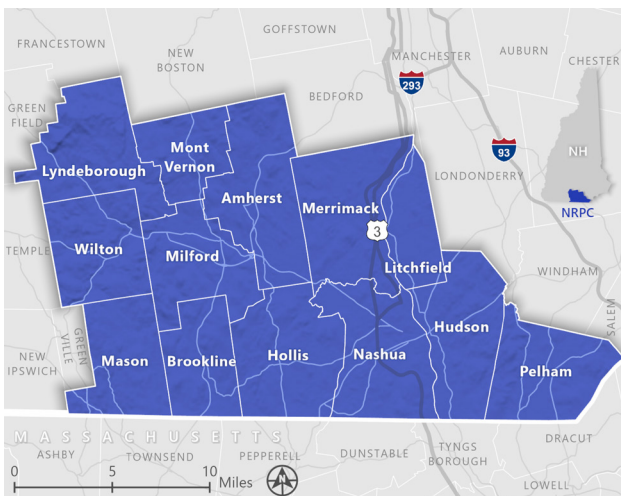 GOFFSTOWN
FRANCESTOWN
NEW
BOSTON
MANCHESTER
AUBURN
CHESTER
293
BEDFORD
GREEN
FIELD
93
NH
Mont
Vernon
Lyndeborough
LONDONDERRY
Amherst
Merrimack
NRPC
3
TEMPLE
Wilton
Milford
Litchfield
WINDHAM
SALEM
Hudson
GREEN
VILLE
NEW
IPSWICH
Mason
Brookline
Hollis
Nashua
Pelham
MASSACHUSETTS
ASHBY
TOWNSEND
PEPPERELL
DUNSTABLE
TYNGS
BOROUGH
DRACUT
LOWELL
0 5 10 Miles